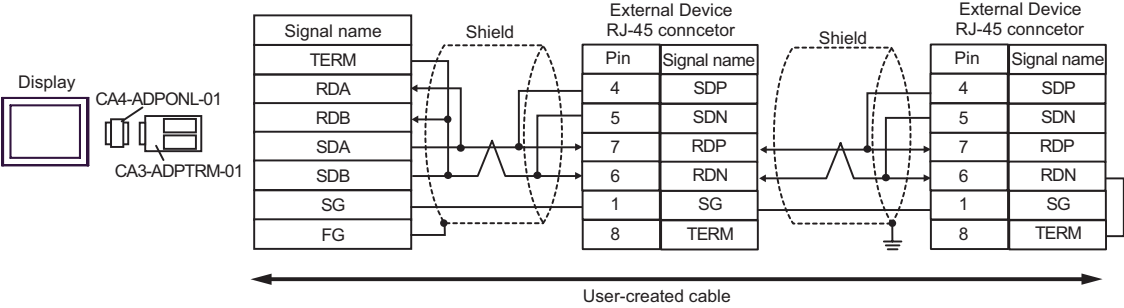 Display
CA4-ADPONL-01
CA3-ADPTRM-01
Signal name
TERM
RDA
RDB
SDA
SDB
SG
FG
Shield
External Device
RJ-45 conncetor
Pin Signal name
4 SDP
5 SDN
7 RDP
6 RDN
1 SG
8 TERM
Shield
External Device
RJ-45 conncetor
Pin Signal name
4 SDP
5 SDN
7 RDP
6 RDN
1 SG
8 TERM
User-created cable